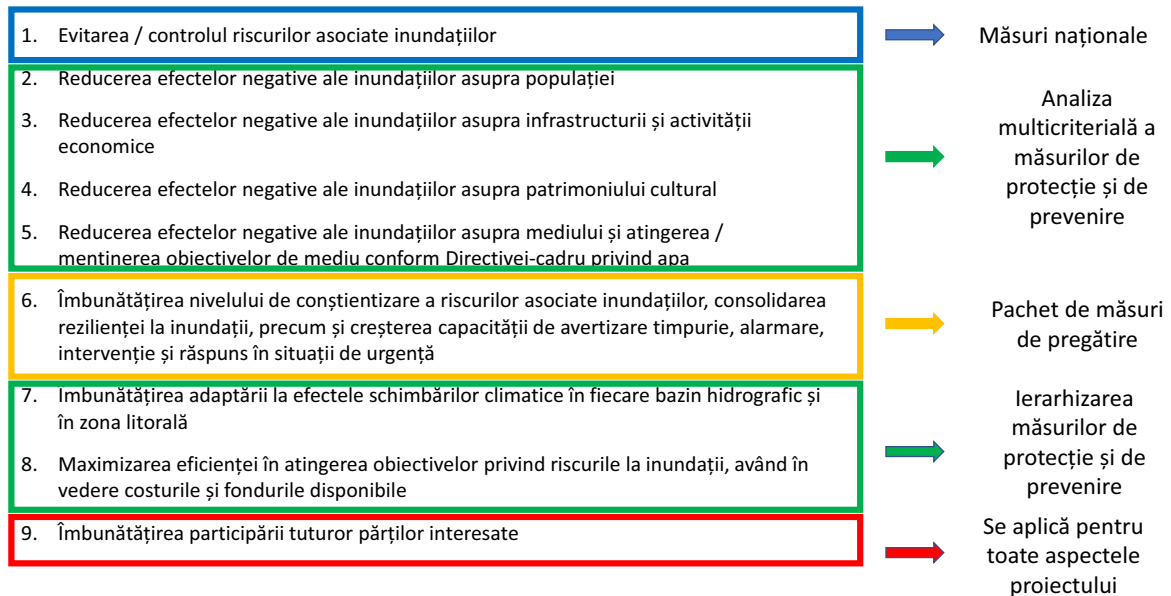 1. Evitarea / controlul riscurilor asociate inundațiilor
Măsuri naționale
2. Reducerea efectelor negative ale inundațiilor asupra populației
3. Reducerea efectelor negative ale inundațiilor asupra infrastructurii și activității
economice
4. Reducerea efectelor negative ale inundațiilor asupra patrimoniului cultural
5. Reducerea efectelor negative ale inundațiilor asupra mediului și atingerea /
mentinerea obiectivelor de mediu conform Directivei-cadru privind apa
Analiza
multicriterială a
măsurilor de
protecție și de
prevenire
6. Îmbunătățirea nivelului de conștientizare a riscurilor asociate inundațiilor, consolidarea
rezilienței la inundații, precum și creșterea capacității de avertizare timpurie, alarmare,
intervenție și răspuns în situații de urgență
Pachet de măsuri
de pregătire
7. Imbunătățirea adaptării la efectele schimbărilor climatice în fiecare bazin hidrografic și
în zona litorală
8. Maximizarea eficienței în atingerea obiectivelor privind riscurile la inundații, având în
vedere costurile și fondurile disponibile
Ierarhizarea
măsurilor de
protecție și de
prevenire
9. Îmbunătățirea participării tuturor părților interesate
Se aplică pentru
toate aspectele
proiectului